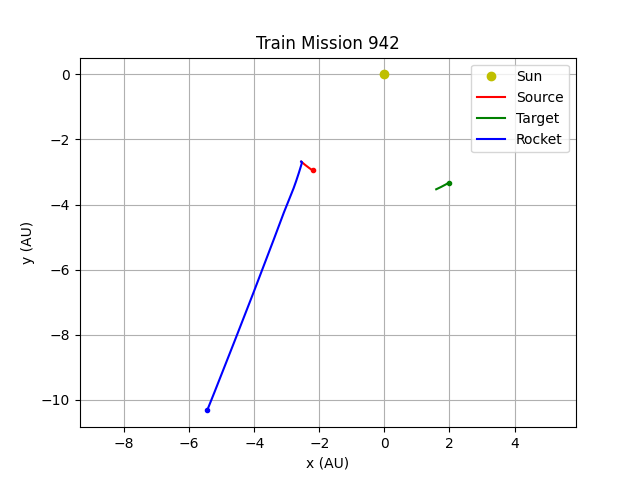 Train Mission 942
Sun
Source
Target
Rocket
0
−2
−4
−6
−8
−10
y (AU)
−8
−6
−4
−2
0
2
4
x (AU)